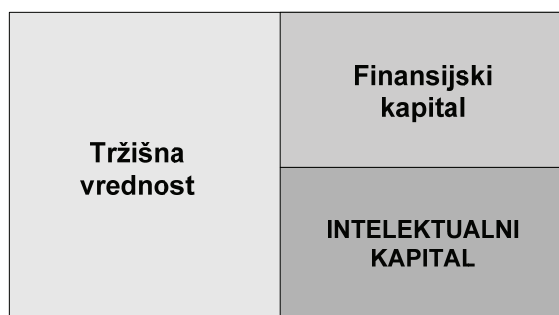 Tržišna
vrednost
Finansijski
kapital
INTELEKTUALNI
KAPITAL